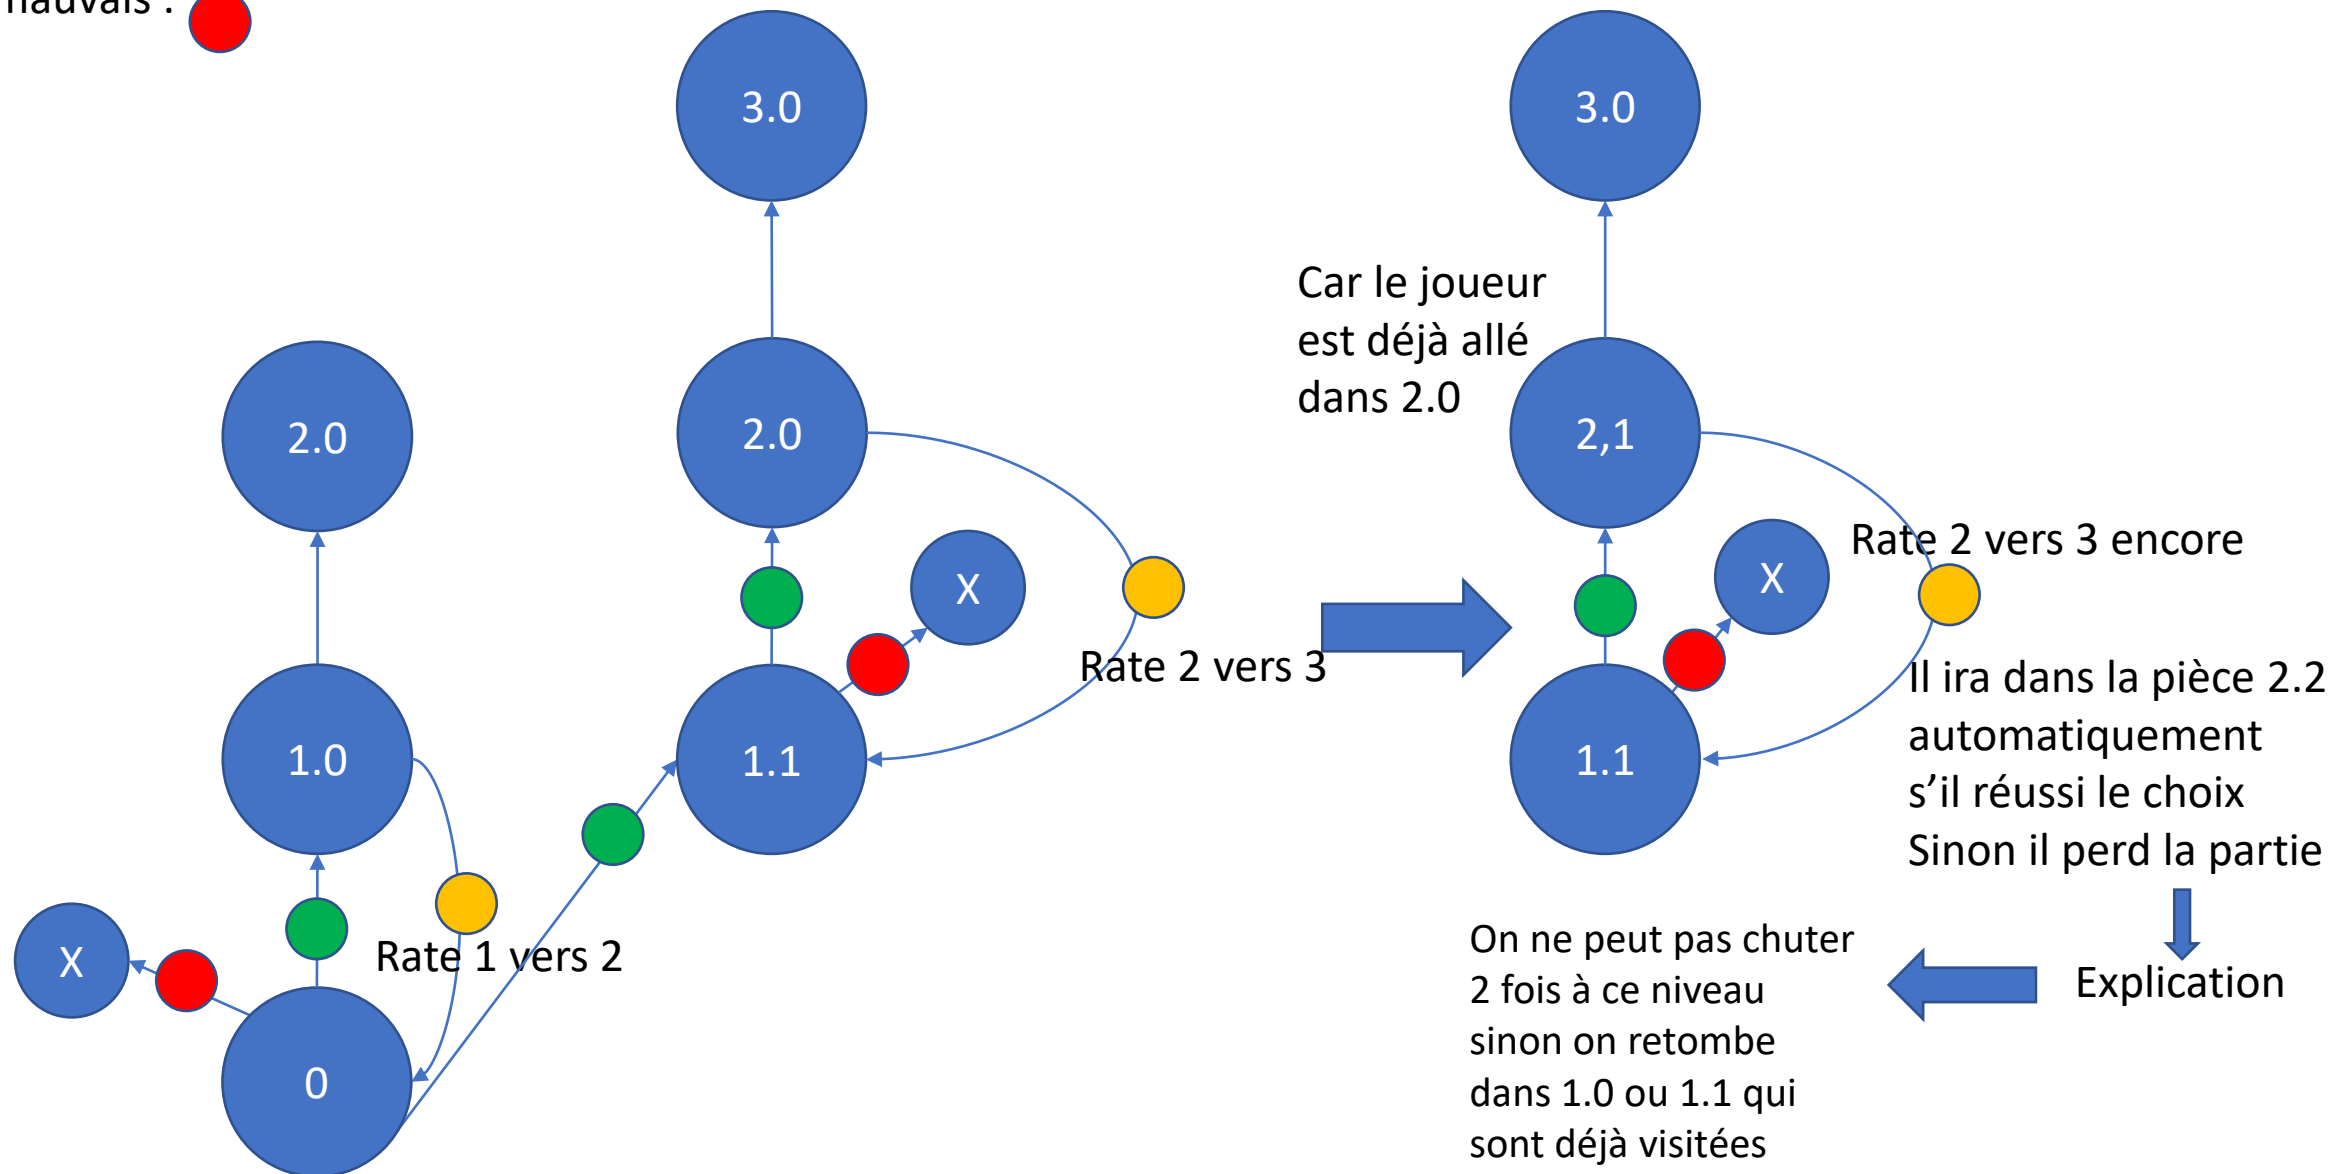 3.0
3.0
Car le joueur
est déjà allé
dans 2.0
2.0
2.0
2,1
Rate 2 vers 3 encore
X
X
Rate 2 vers 3
Il ira dans la pièce 2.2
automatiquement
s’il réussi le choix
Sinon il perd la partie
1.0
1.1
1.1
X
Rate 1 vers 2
On ne peut pas chuter
2 fois à ce niveau
sinon on retombe
dans 1.0 ou 1.1 qui
sont déjà visitées
Explication
0